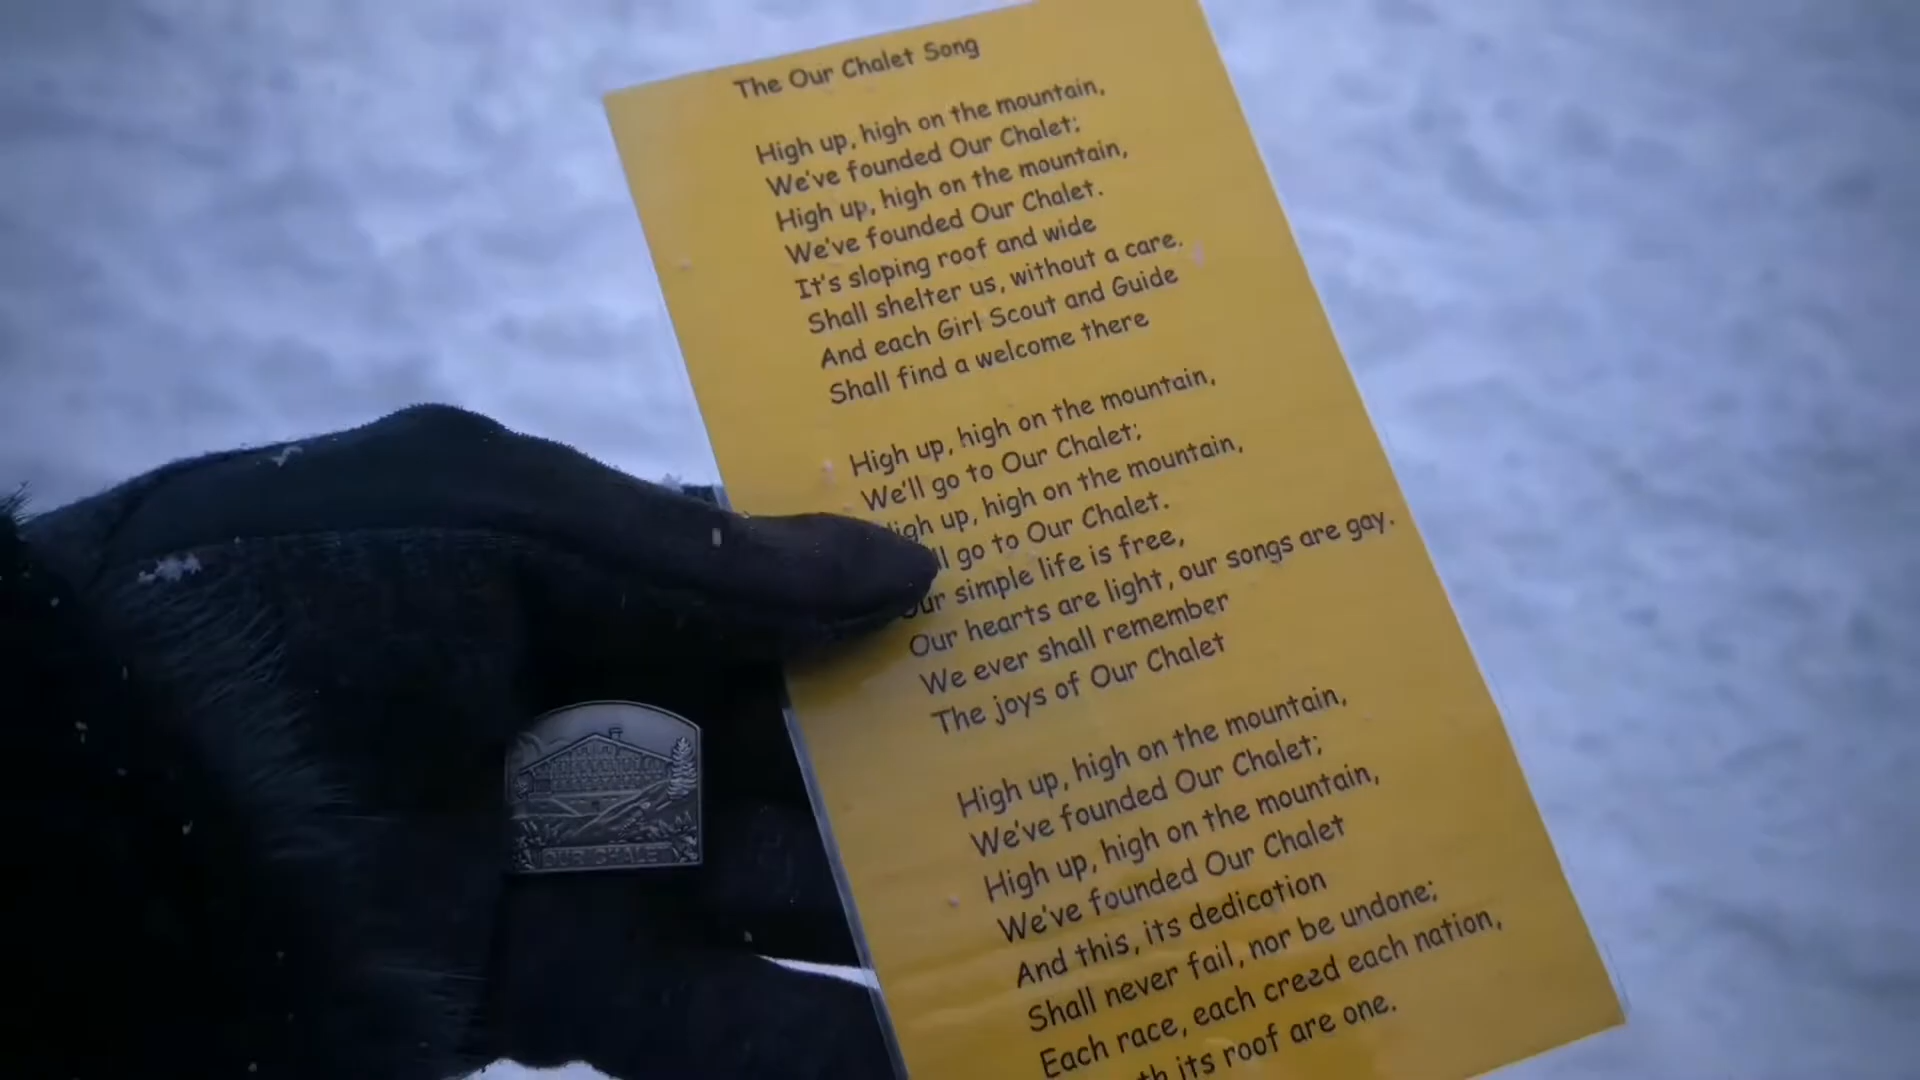 The Our Chalet Song
High up, high on the mountain,
We've founded Our Chalet;
High up, high on the mountain,
We've founded Our Chalet.
It's sloping roof and wide
Shall shelter us, without a care.
And each Girl Scout and Guide
Shall find a welcome there
High up, high on the mountain,
We'll go to Our Chalet;
High up, high on the mountain,
go to Our Chalet.
Our simple life is free,
Our hearts are light, our songs are gay.
We ever shall remember
The joys of Our Chalet
High up, high on the mountain,
We've founded Our Chalet;
High up, high on the mountain,
We've founded Our Chalet
And this, its dedication
Shall never fail, nor be undone;
Each race, each creed each nation,
its roof are one.
OUR CHALET